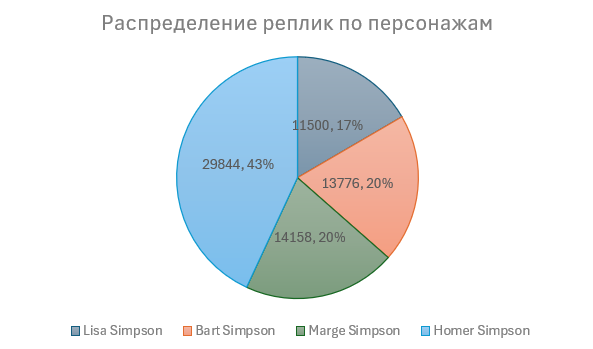 Распределение реплик по персонажам
11500, 17%
29844, 43%
13776, 20%
14158, 20%
Lisa Simpson
Bart Simpson
Marge Simpson
Homer Simpson